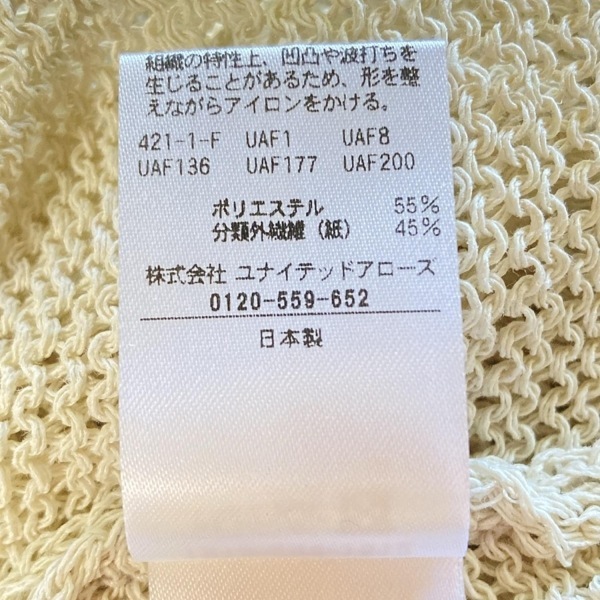 組織の特性上、凹凸や波打ちを
生じることがあるため、形を整
えながらアイロンをかける。
421-1-F UAF1 UAF8
UAF136 UAF177 UAF200
ポリエステル 55%
分類外繊維（紙） 45%
株式会社 ユナイテッドアローズ
0120-559-652
日本製